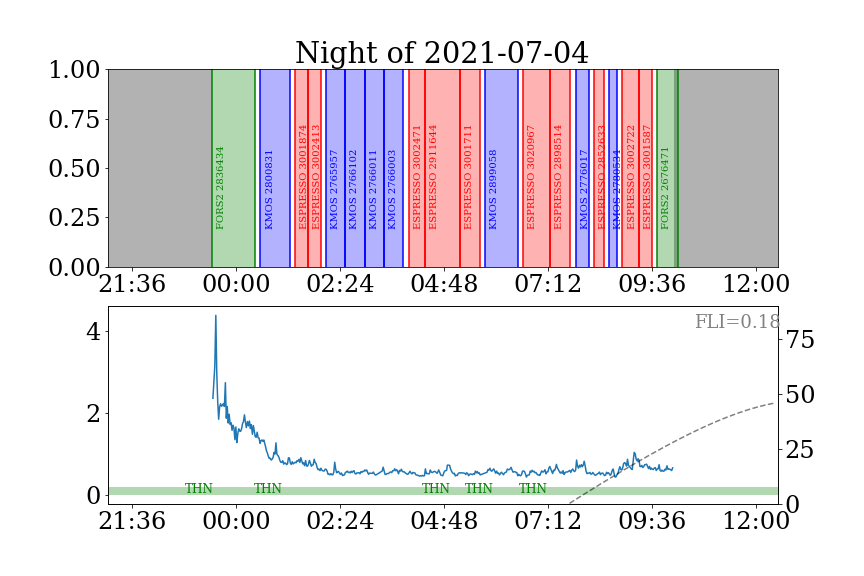 Night of 2021-07-04
1.00
0.75
0.50
0.25
0.00
FORS2 2836434
KMOS 2800831
ESPRESSO 3001874
ESPRESSO 3002413
KMOS 2765957
KMOS 2766102
KMOS 2766011
KMOS 2766003
ESPRESSO 3002471
ESPRESSO 2911644
ESPRESSO 3001711
KMOS 2899058
ESPRESSO 3020967
ESPRESSO 2898514
KMOS 2776017
ESPRESSO 2852633
KMOS 2780534
ESPRESSO 3002722
ESPRESSO 3001587
FORS2 2676471
21:36 00:00 02:24 04:48 07:12 09:36 12:00
FLI=0.18
4
2
0
75
50
25
0
THN THN THN THN THN
21:36 00:00 02:24 04:48 07:12 09:36 12:00